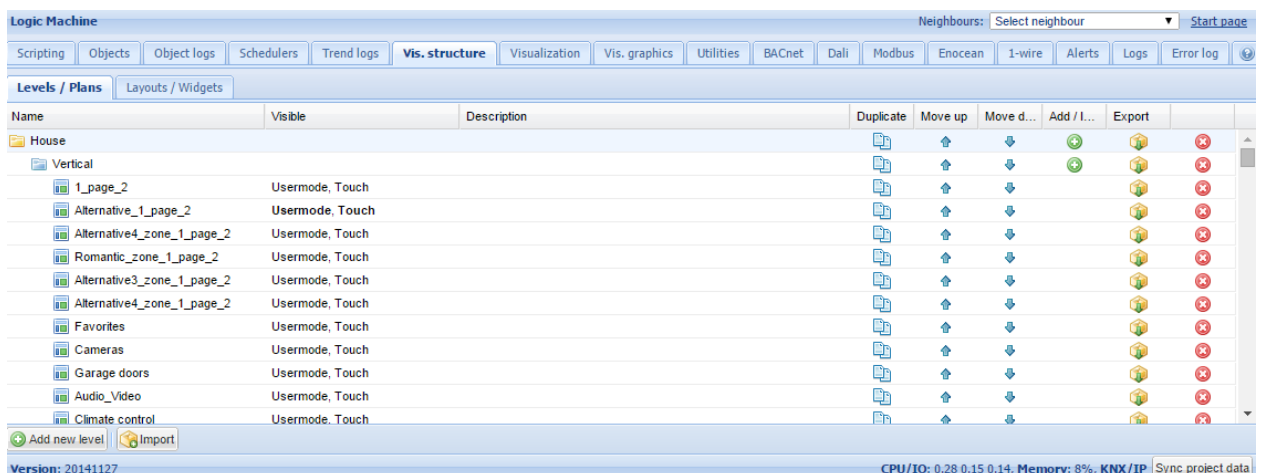 Logic Machine Neighbours: Select neighbour Start page
Scripting Objects Object logs Schedulers Trend logs Vis. structure Visualization Vis. graphics Utilities BACnet Dali Modbus Enocean 1-wire Alerts Logs Error log
Levels / Plans Layouts / Widgets
Name Visible Description Duplicate Move up Move d... Add / I... Export
House
Vertical
1_page_2 Usermode, Touch
Alternative_1_page_2 Usermode, Touch
Alternative4_zone_1_page_2 Usermode, Touch
Romantic_zone_1_page_2 Usermode, Touch
Alternative3_zone_1_page_2 Usermode, Touch
Alternative4_zone_1_page_2 Usermode, Touch
Favorites Usermode, Touch
Cameras Usermode, Touch
Garage doors Usermode, Touch
Audio_Video Usermode, Touch
Climate control Usermode, Touch
Add new level Import
Version: 20141127 CPU/IO: 0.28 0.15 0.14, Memory: 8%, KNX/IP Sync project data